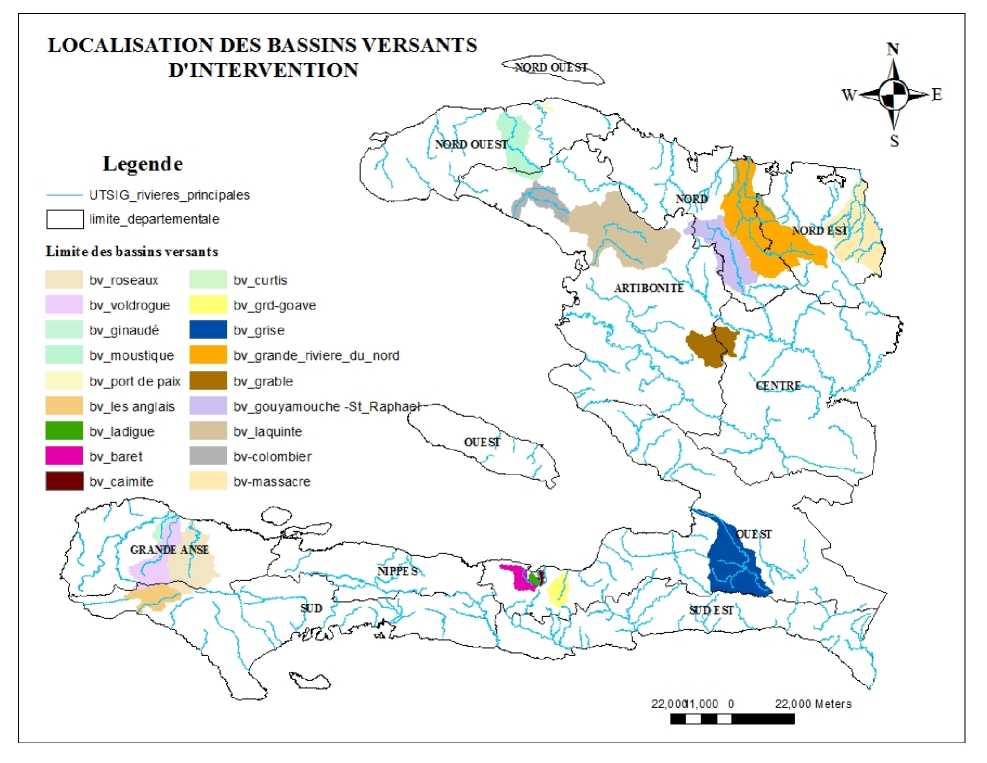 LOCALISATION DES BASSINS VERSANTS
D'INTERVENTION
NORD OUEST
N
W
E
S
NORD OUEST
Legende
UTSIG_rivieres_principales
limite_departementale
Limite des bassins versants
bv_roseaux
bv_voldrogue
bv_ginaudé
bv_moustique
bv_port de paix
bv_les anglais
bv_ladigue
bv_baret
bv_caimite
bv_curtis
bv_grd-goave
bv_grise
bv_grande_riviere_du_nord
bv_grable
bv_gouyamouche -St_Raphael
bv_laquinte
bv-colombier
bv-massacre
NORD
NORD EST
ARTIBONITE
CENTRE
OUEST
OUEST
GRANDE ANSE
NIPPES
SUD
SUD EST
22,000 11,000 0 22,000 Meters